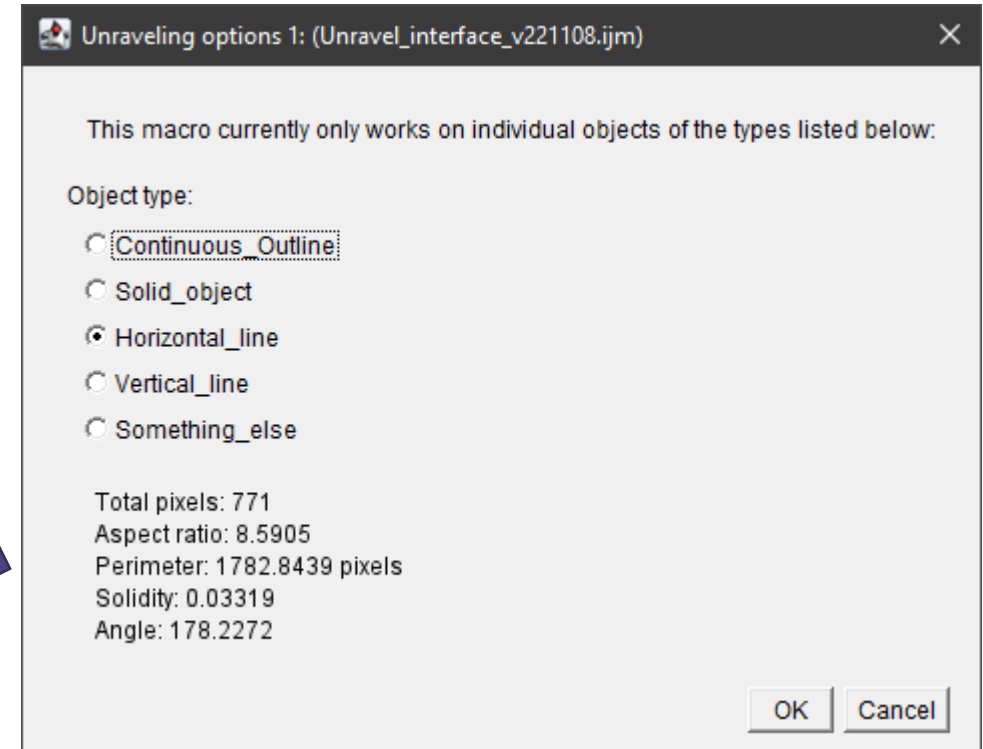 Unraveling options 1: (Unravel_interface_v221108.ijm)
This macro currently only works on individual objects of the types listed below:
Object type:
Continuous_Outline
Solid_object
Horizontal_line
Vertical_line
Something_else
Total pixels: 771
Aspect ratio: 8.5905
Perimeter: 1782.8439 pixels
Solidity: 0.03319
Angle: 178.2272
OK Cancel